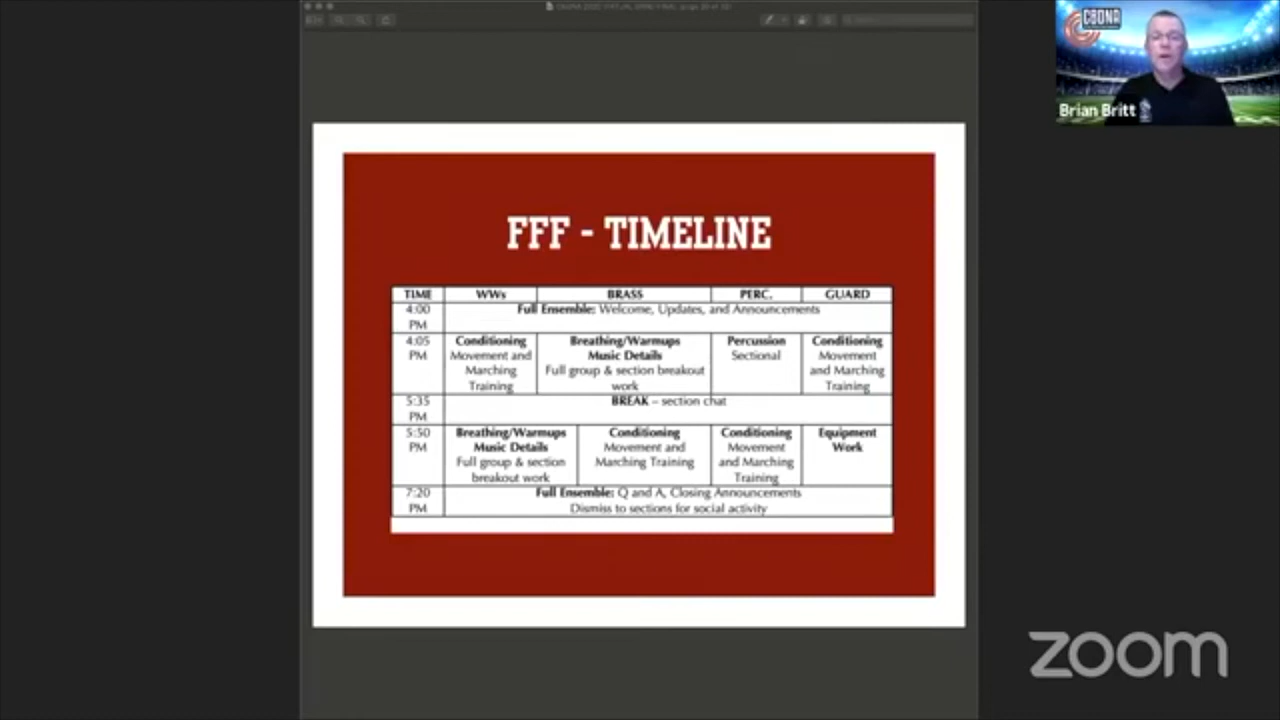 CBDNA
Brian Britt
FFF - TIMELINE
TIME WWs BRASS PERC. GUARD
4:00 PM Full Ensemble: Welcome, Updates, and Announcements
4:05 PM
Conditioning
Movement and
Marching
Training
Breathing/Warmups
Music Details
Full group & section breakout
work
Percussion
Sectional
Conditioning
Movement
and Marching
Training
5:35 PM BREAK – section chat
5:50 PM
Breathing/Warmups
Music Details
Full group & section
breakout work
Conditioning
Movement and
Marching Training
Conditioning
Movement
and Marching
Training
Equipment
Work
7:20 PM
Full Ensemble: Q and A, Closing Announcements
Dismiss to sections for social activity
zoom